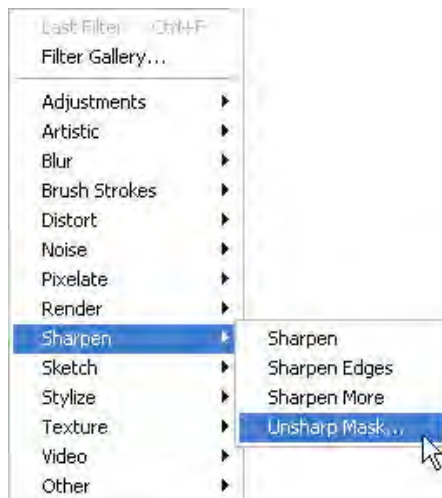 Last Filter Ctrl+F
Filter Gallery...
Adjustments
Artistic
Blur
Brush Strokes
Distort
Noise
Pixelate
Render
Sharpen
Sketch
Stylize
Texture
Video
Other
Sharpen
Sharpen Edges
Sharpen More
Unsharp Mask...